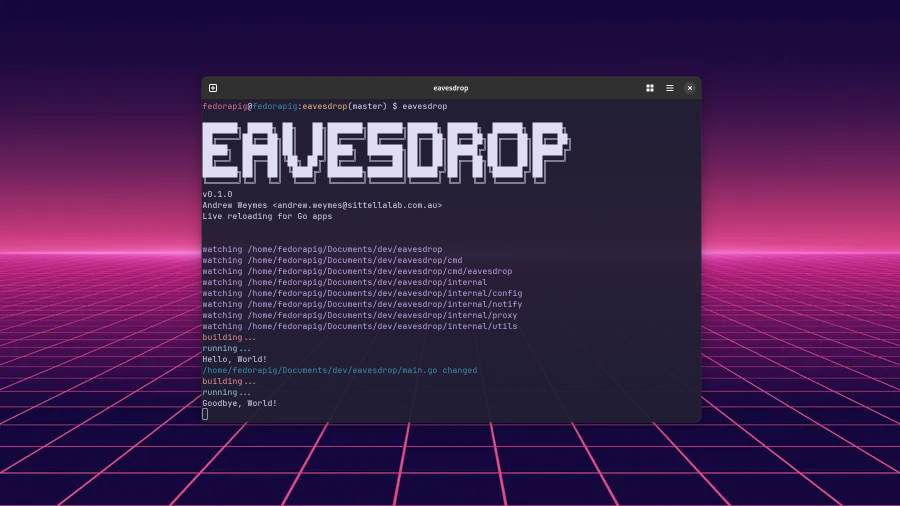 eavesdrop
fedorapig@fedorapig:eavesdrop(master) $ eavesdrop
EAVESDROP
v0.1.0
Andrew Weymes <andrew.weymes@sittellalab.com.au>
Live reloading for Go apps
watching /home/fedorapig/Documents/dev/eavesdrop
watching /home/fedorapig/Documents/dev/eavesdrop/cmd
watching /home/fedorapig/Documents/dev/eavesdrop/cmd/eavesdrop
watching /home/fedorapig/Documents/dev/eavesdrop/internal
watching /home/fedorapig/Documents/dev/eavesdrop/internal/config
watching /home/fedorapig/Documents/dev/eavesdrop/internal/notify
watching /home/fedorapig/Documents/dev/eavesdrop/internal/proxy
watching /home/fedorapig/Documents/dev/eavesdrop/internal/utils
building...
running...
Hello, World!
/home/fedorapig/Documents/dev/eavesdrop/main.go changed
building...
running...
Goodbye, World!